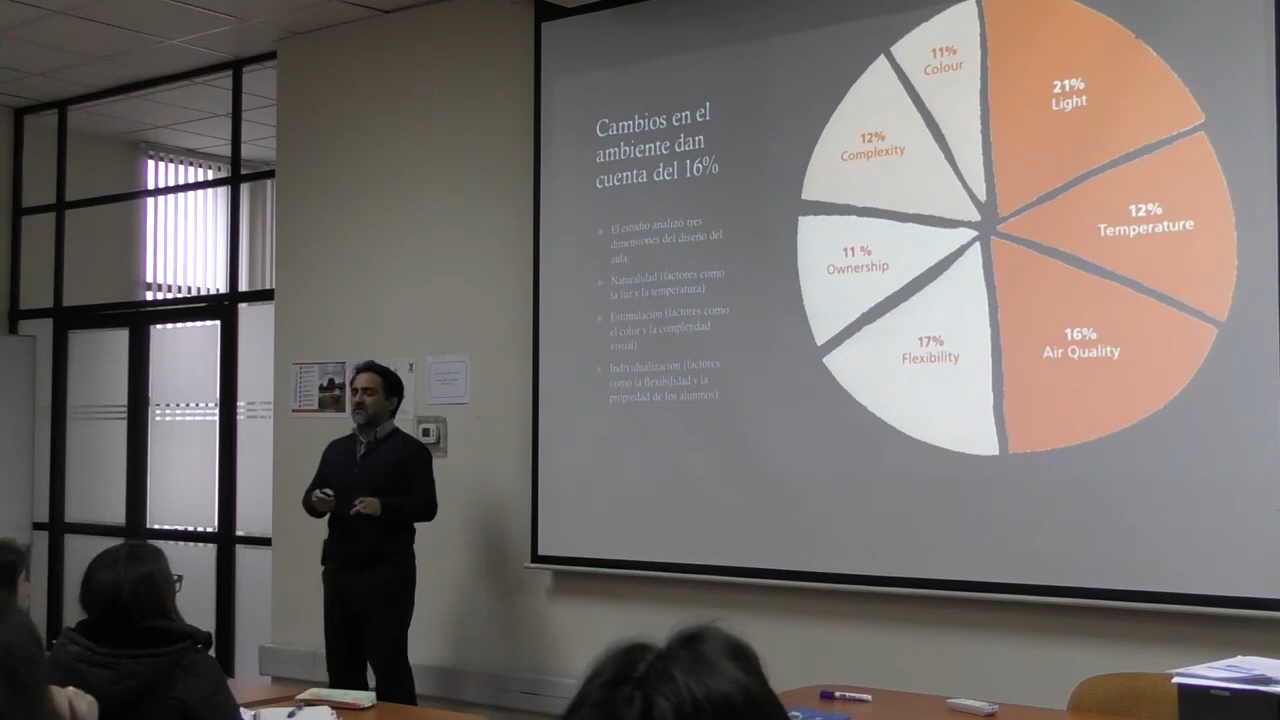 Cambios en el
ambiente dan
cuenta del 16%
El estudio analizó tres
dimensiones del diseño del
aula
Naturalidad (factores como
la luz y la temperatura)
Estimulación (factores como
el color y la complejidad
visual)
Individualización (factores
como la flexibilidad y la
propiedad de los alumnos).
11%
Colour
21%
Light
12%
Complexity
12%
Temperature
11 %
Ownership
17%
Flexibility
16%
Air Quality